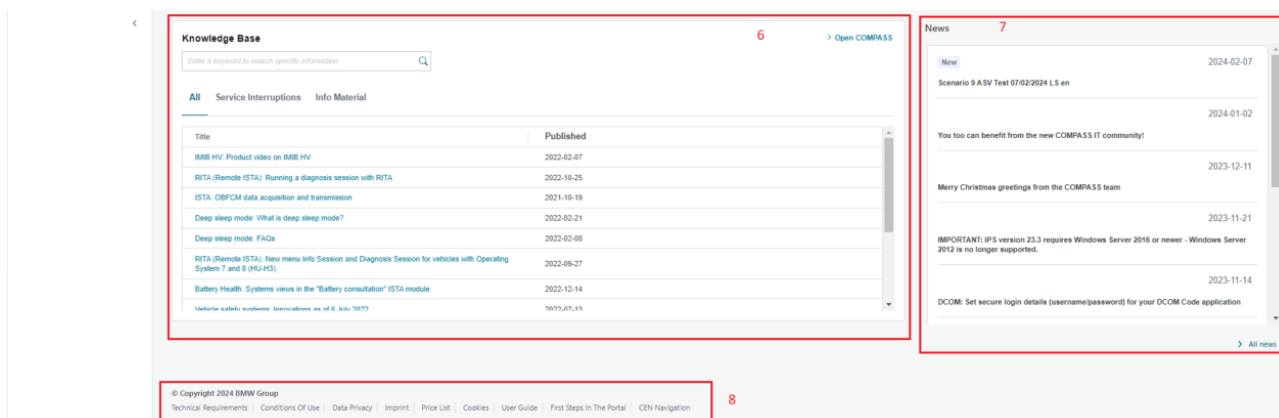 Knowledge Base
6
> Open COMPASS
Enter a keyword to search specific information
All Service Interruptions Info Material
Title Published
IMIB HV: Product video on IMIB HV 2022-02-07
RITA (Remote ISTA): Running a diagnosis session with RITA 2022-10-25
ISTA: OBFCM data acquisition and transmission 2021-10-19
Deep sleep mode: What is deep sleep mode? 2022-02-21
Deep sleep mode: FAQs 2022-02-08
RITA (Remote ISTA): New menu Info Session and Diagnosis Session for vehicles with Operating
System 7 and 8 (HU-H3). 2022-09-27
Battery Health: Systems views in the "Battery consultation" ISTA module 2022-12-14
Vehicle safety systems: Innovations as of 6 July 2022 2022-07-13
News
7
New 2024-02-07
Scenario 9 ASV Test 07/02/2024 LS en
2024-01-02
You too can benefit from the new COMPASS IT community!
2023-12-11
Merry Christmas greetings from the COMPASS team
2023-11-21
IMPORTANT: IPS version 23.3 requires Windows Server 2016 or newer - Windows Server
2012 is no longer supported.
2023-11-14
DCOM: Set secure login details (username/password) for your DCOM Code application
> All news
© Copyright 2024 BMW Group
Technical Requirements | Conditions Of Use | Data Privacy | Imprint | Price List | Cookies | User Guide | First Steps In The Portal | CEN Navigation
8